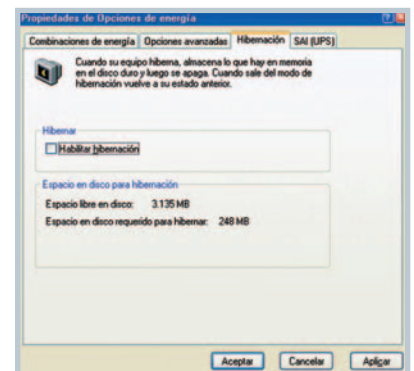 Propiedades de Opciones de energía
Combinaciones de energía Opciones avanzadas Hibernación SAI (UPS)
Cuando su equipo hiberna, almacena lo que hay en memoria
en el disco duro y luego se apaga. Cuando sale del modo de
hibernación vuelve a su estado anterior.
Hibernar
Habilitar hibernación
Espacio en disco para hibernación
Espacio libre en disco: 3.135 MB
Espacio en disco requerido para hibernar: 248 MB
Aceptar Cancelar Aplicar